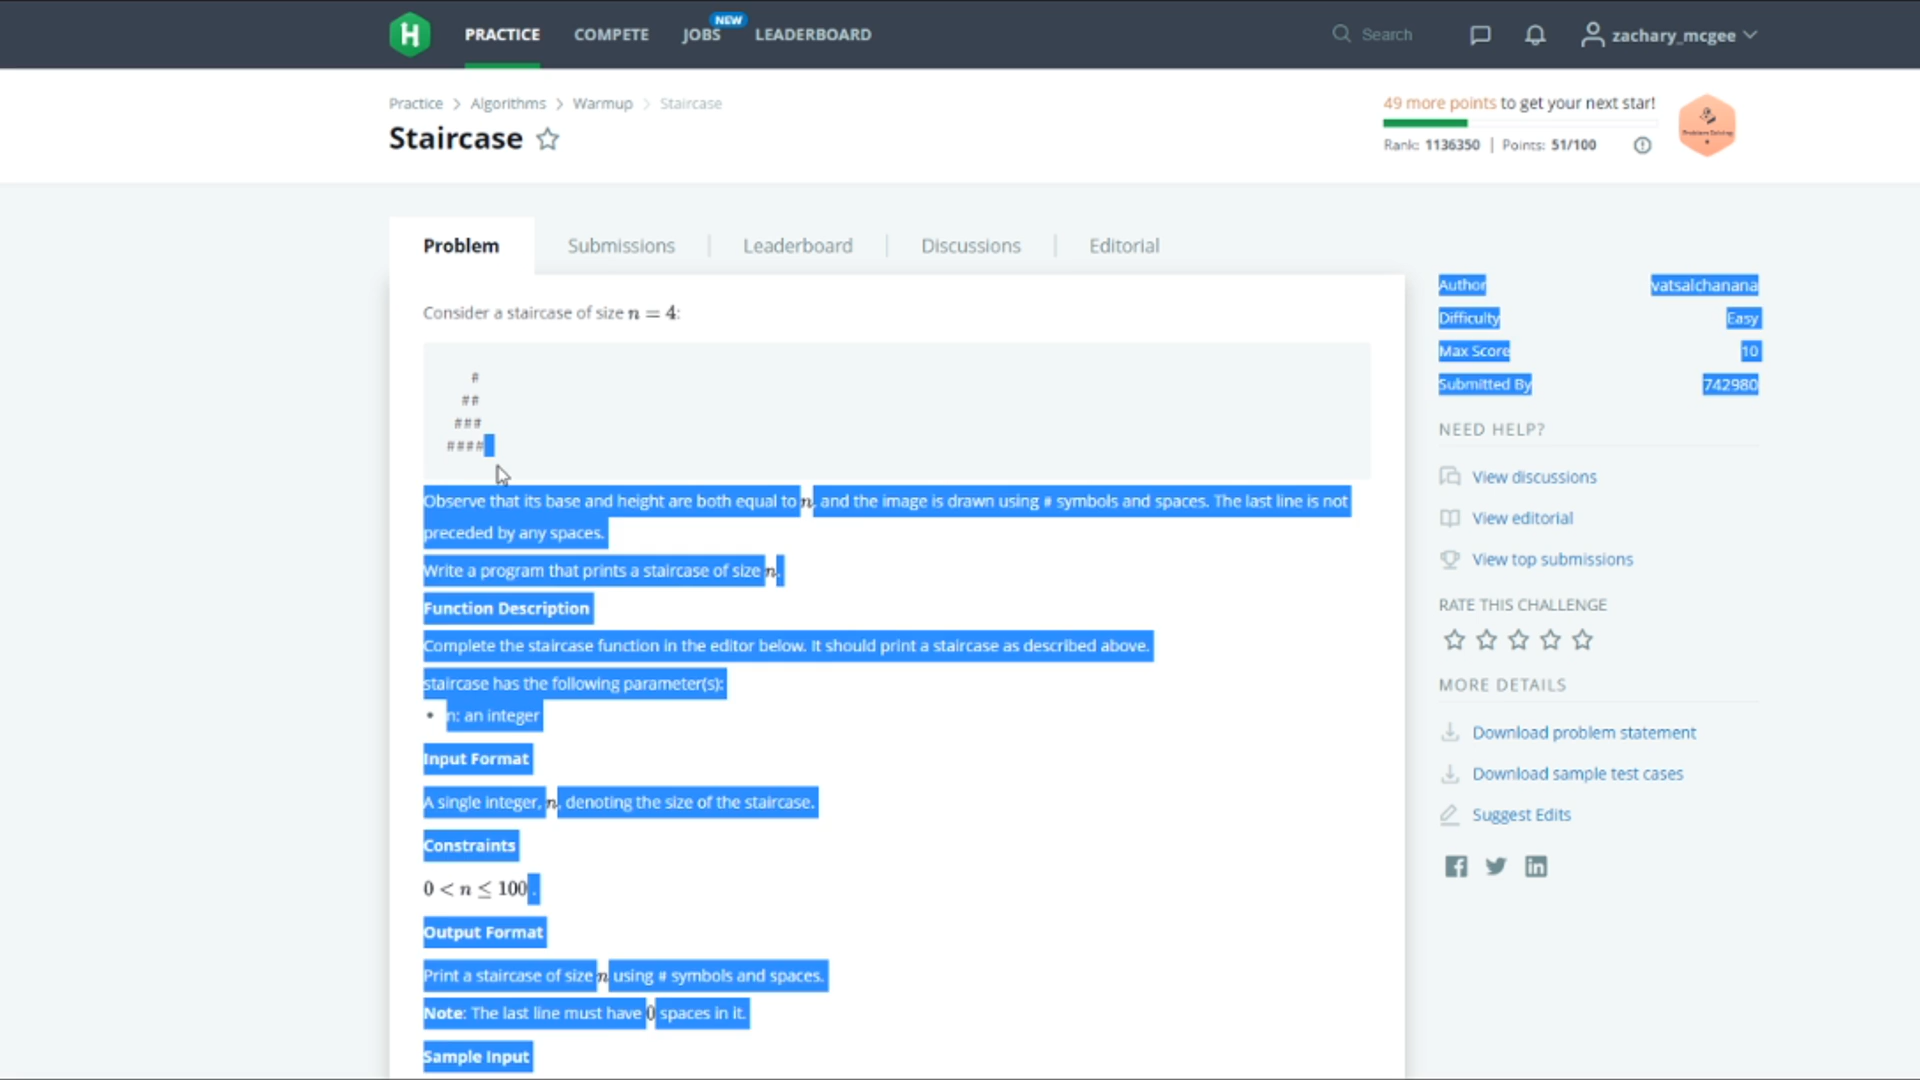 H PRACTICE COMPETE JOBS NEW LEADERBOARD Search zachary_mcgee
Practice > Algorithms > Warmup > Staircase
Staircase
49 more points to get your next star!
Rank: 1136350 | Points: 51/100
Problem Solving
Problem Submissions Leaderboard Discussions Editorial
Consider a staircase of size n = 4:
   #
  ##
 ###
####
Observe that its base and height are both equal to n, and the image is drawn using # symbols and spaces. The last line is not
preceded by any spaces.
Write a program that prints a staircase of size n.
Function Description
Complete the staircase function in the editor below. It should print a staircase as described above.
staircase has the following parameter(s):
• n: an integer
Input Format
A single integer, n, denoting the size of the staircase.
Constraints
0 < n ≤ 100 .
Output Format
Print a staircase of size n using # symbols and spaces.
Note: The last line must have 0 spaces in it.
Sample Input
Author vatsalchanana
Difficulty Easy
Max Score 10
Submitted By 742980
NEED HELP?
View discussions
View editorial
View top submissions
RATE THIS CHALLENGE
MORE DETAILS
Download problem statement
Download sample test cases
Suggest Edits